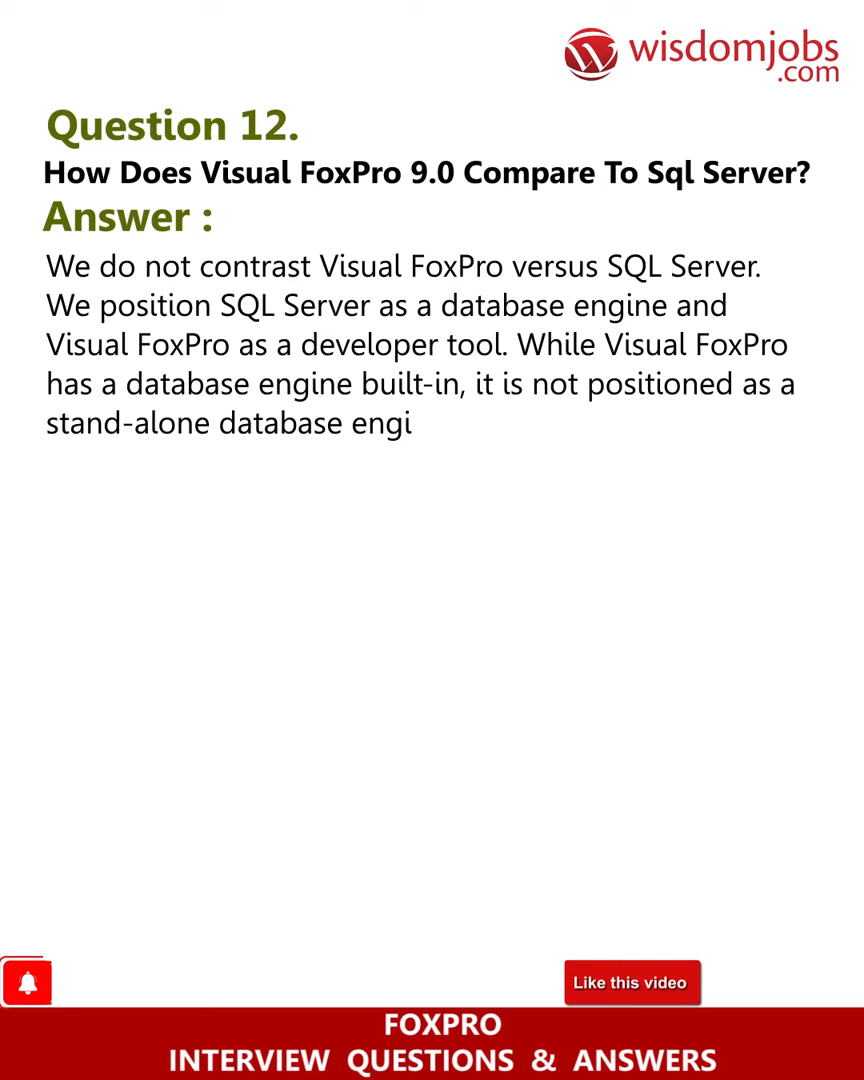 wisdomjobs
.com
Question 12.
How Does Visual FoxPro 9.0 Compare To Sql Server?
Answer :
We do not contrast Visual FoxPro versus SQL Server.
We position SQL Server as a database engine and
Visual FoxPro as a developer tool. While Visual FoxPro
has a database engine built-in, it is not positioned as a
stand-alone database engi
Like this video
FOXPRO
INTERVIEW QUESTIONS & ANSWERS